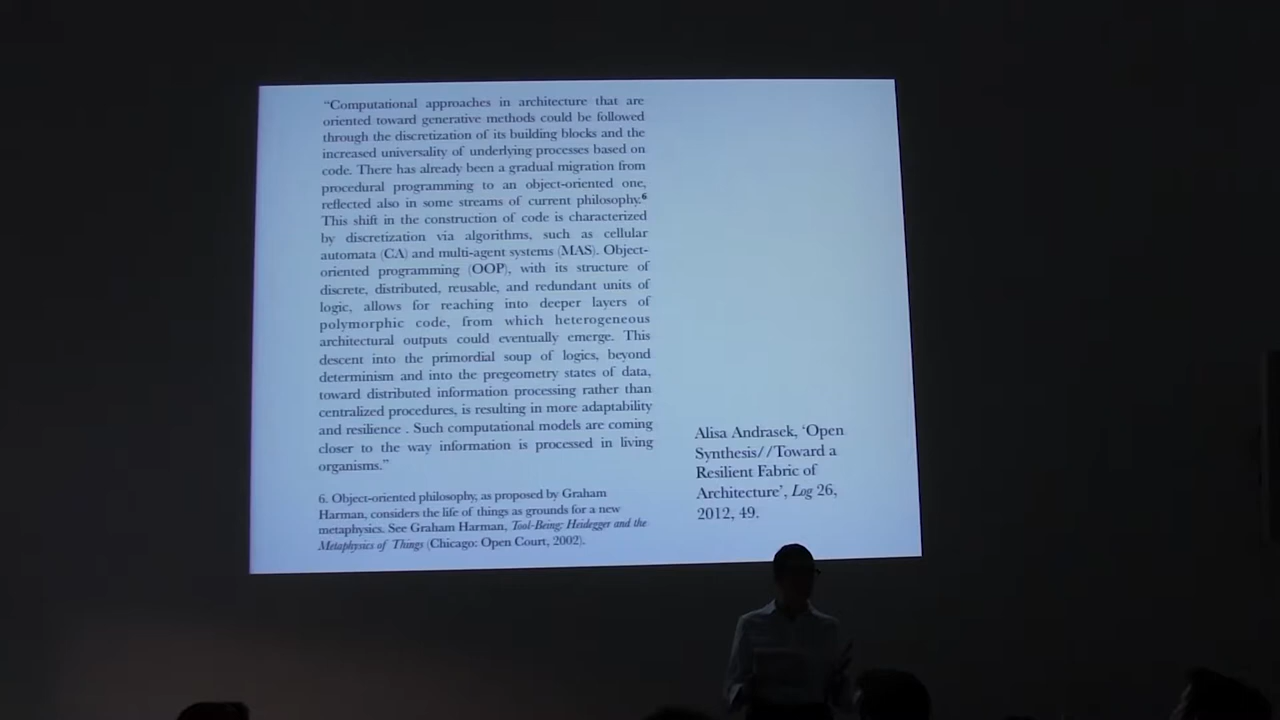 “Computational approaches in architecture that are
oriented toward generative methods could be followed
through the discretization of its building blocks and the
increased universality of underlying processes based on
code. There has already been a gradual migration from
procedural programming to an object-oriented one,
reflected also in some streams of current philosophy.6
This shift in the construction of code is characterized
by discretization via algorithms, such as cellular
automata (CA) and multi-agent systems (MAS). Object-
oriented programming (OOP), with its structure of
discrete, distributed, reusable, and redundant units of
logic, allows for reaching into deeper layers of
polymorphic code, from which heterogeneous
architectural outputs could eventually emerge. This
descent into the primordial soup of logics, beyond
determinism and into the pregeometry states of data,
toward distributed information processing rather than
centralized procedures, is resulting in more adaptability
and resilience . Such computational models are coming
closer to the way information is processed in living
organisms.”
6. Object-oriented philosophy, as proposed by Graham
Harman, considers the life of things as grounds for a new
metaphysics. See Graham Harman, Tool-Being: Heidegger and the
Metaphysics of Things (Chicago: Open Court, 2002).
Alisa Andrasek, ‘Open
Synthesis//Toward a
Resilient Fabric of
Architecture’, Log 26,
2012, 49.